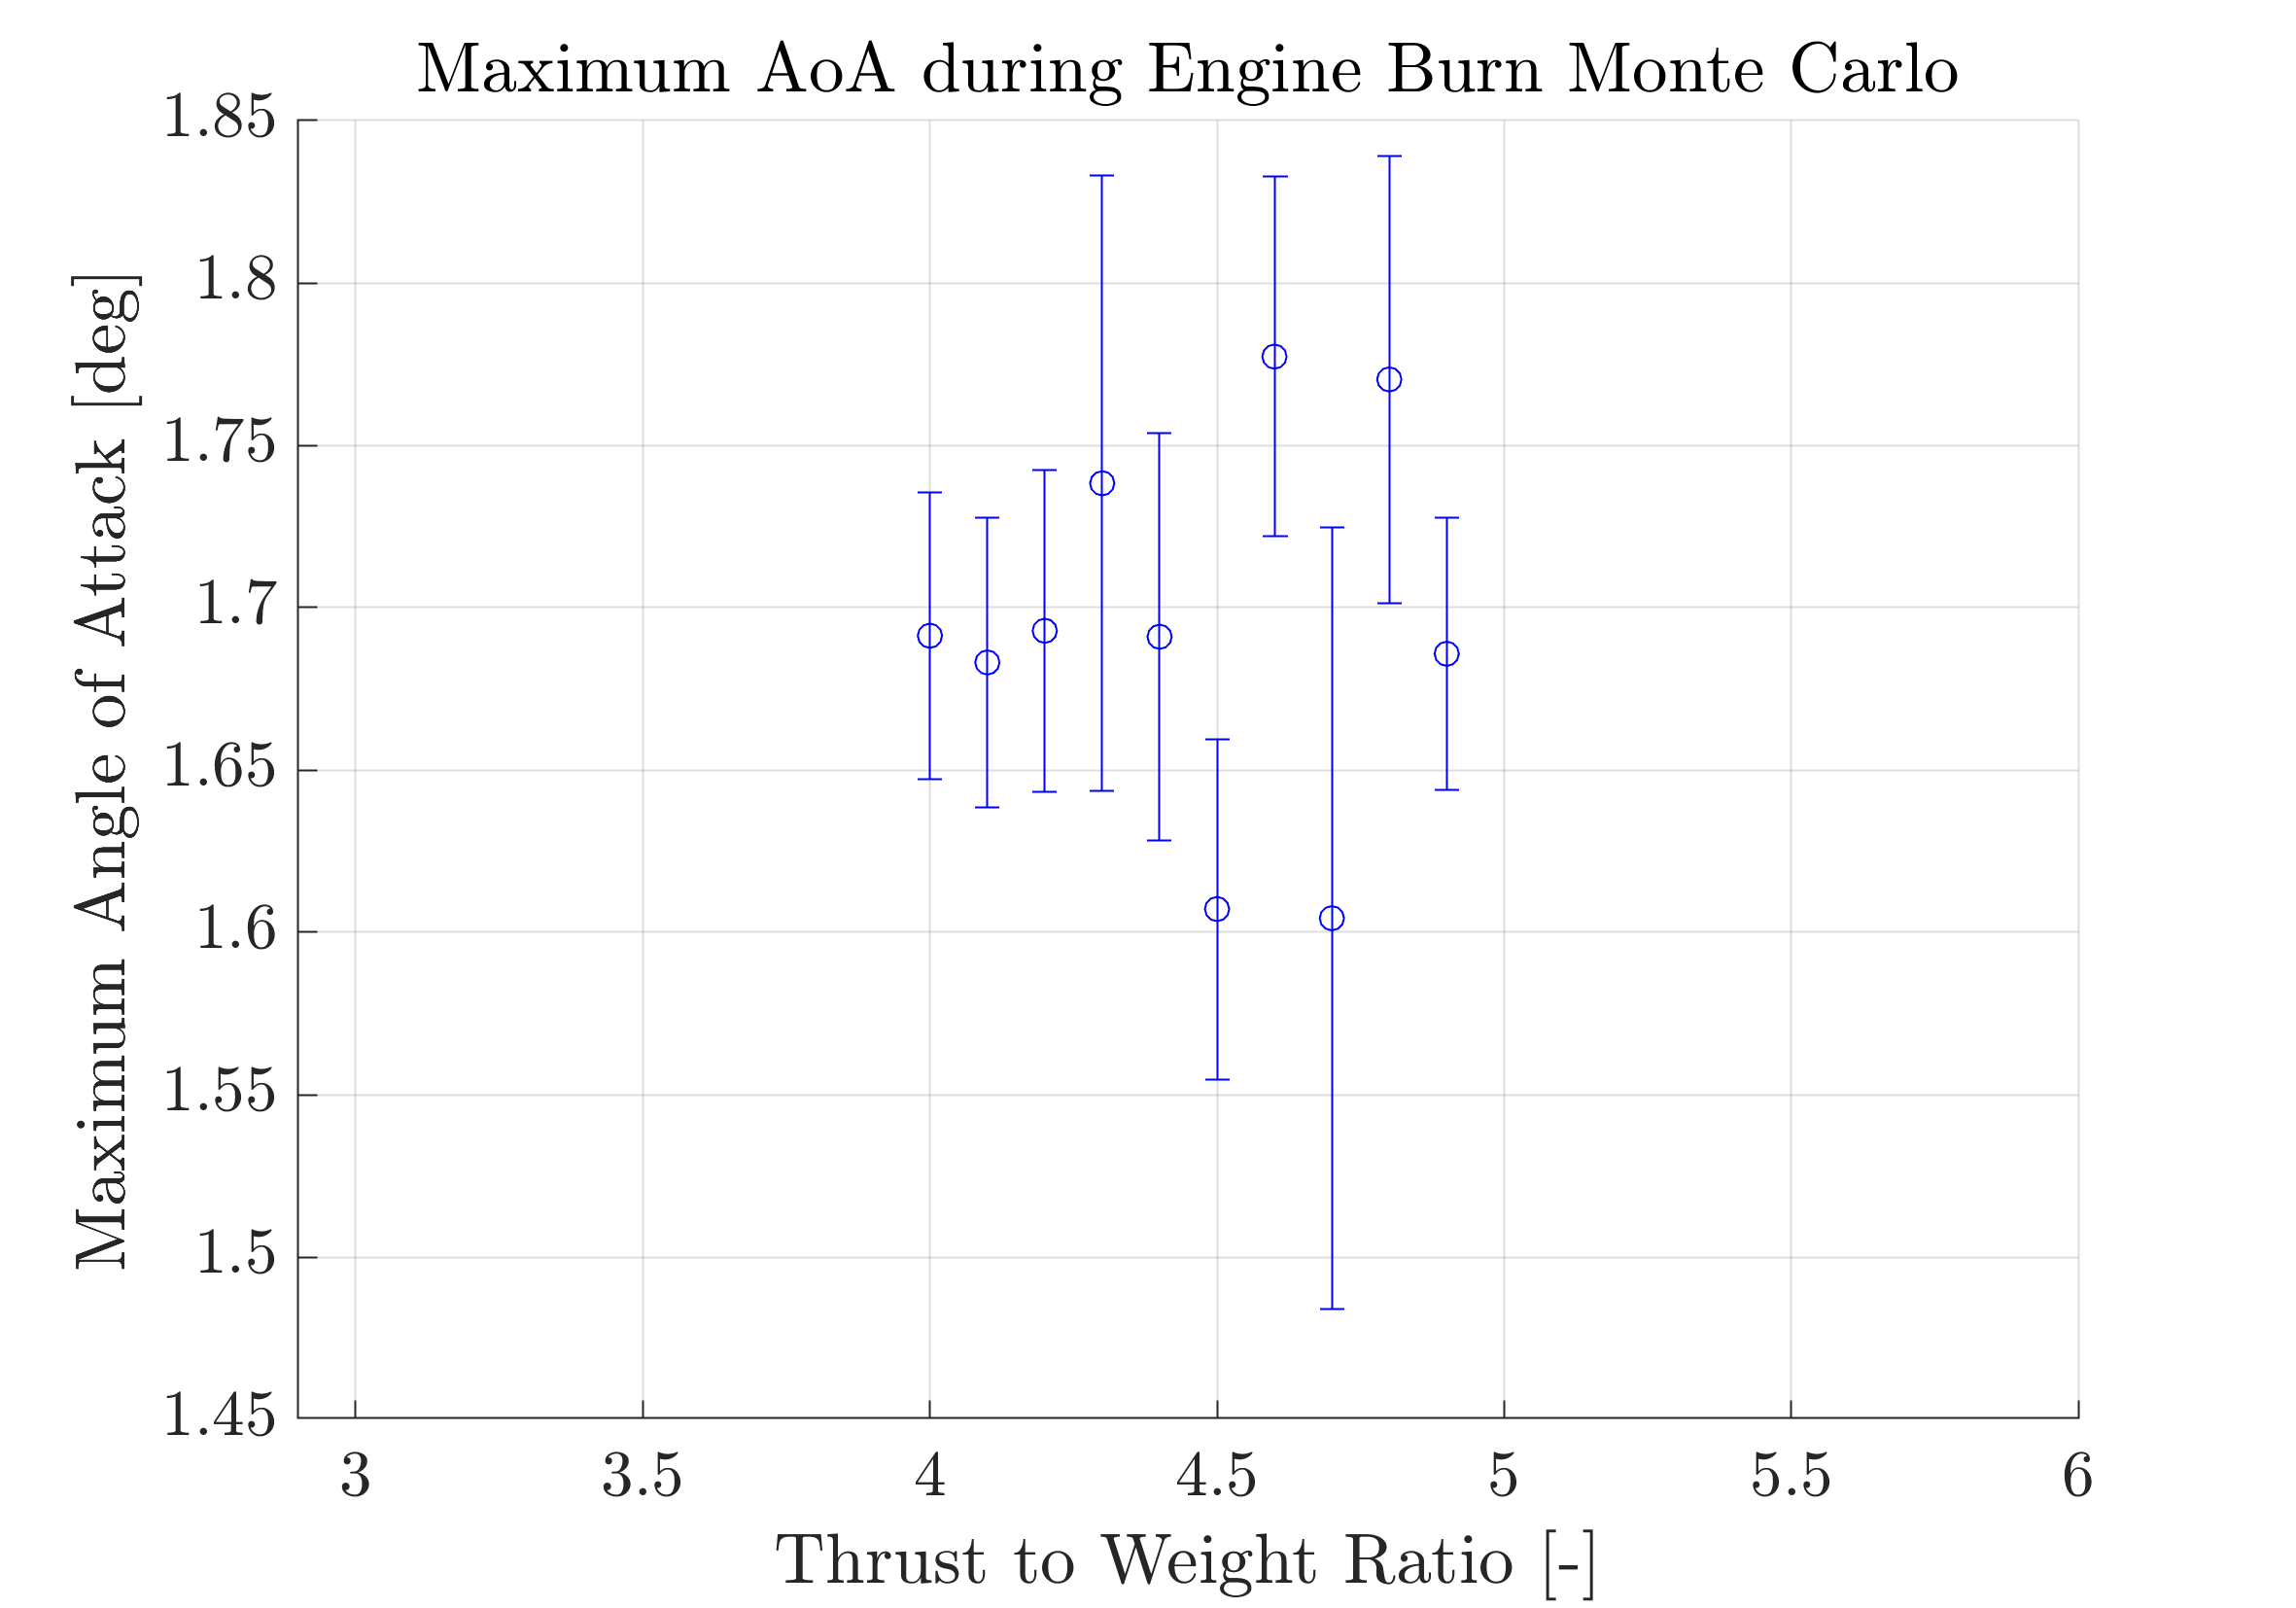 Maximum AoA during Engine Burn Monte Carlo
Maximum Angle of Attack [deg]
1.85
1.8
1.75
1.7
1.65
1.6
1.55
1.5
1.45
3 3.5 4 4.5 5 5.5 6
Thrust to Weight Ratio [-]